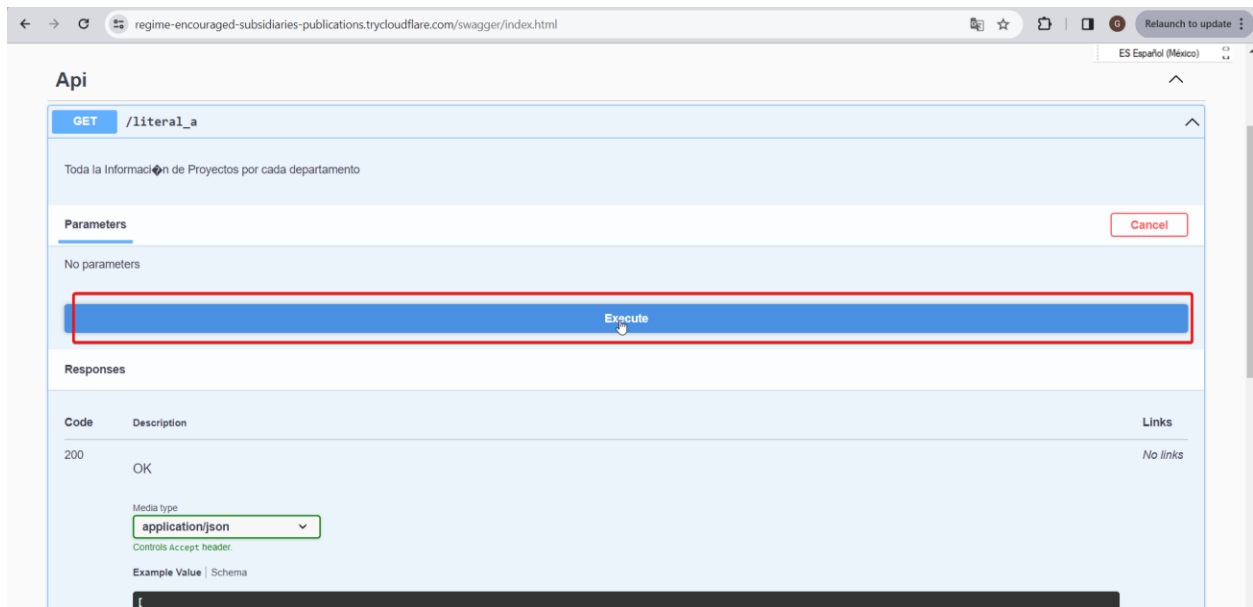 regime-encouraged-subsidiaries-publications.trycloudflare.com/swagger/index.html
G
Relaunch to update
ES Español (México)
Api
GET /literal_a
Toda la Informaci�n de Proyectos por cada departamento
Parameters
Cancel
No parameters
Execute
Responses
Code Description Links
200 OK No links
Media type
application/json
Controls Accept header.
Example Value | Schema
[